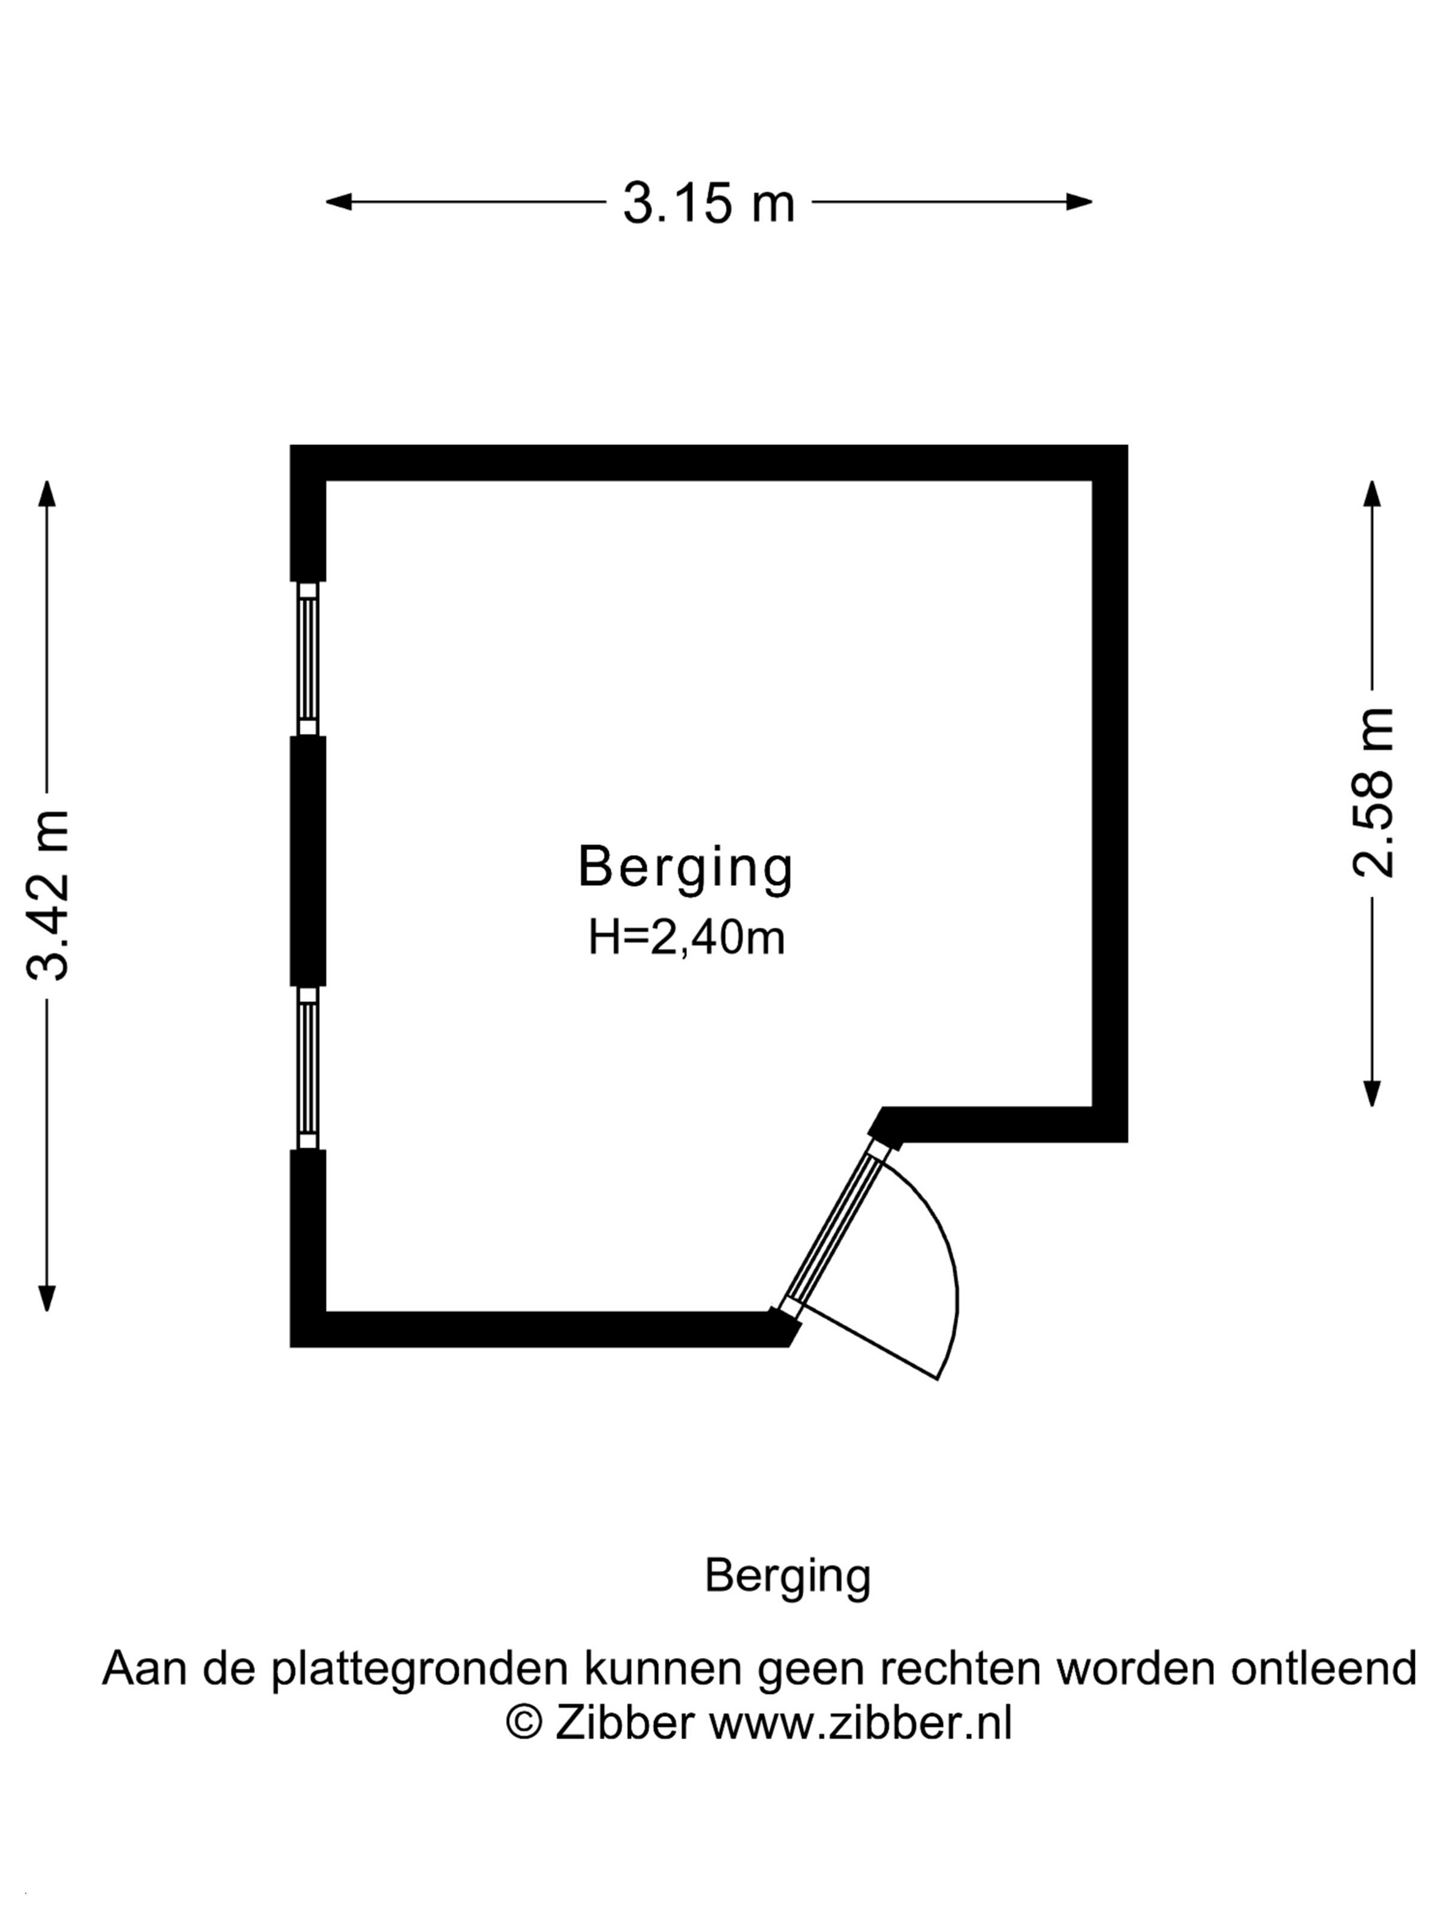 3.15 m
3.42 m
2.58 m
Berging
H=2,40m
Berging
Aan de plattegronden kunnen geen rechten worden ontleend
© Zibber www.zibber.nl